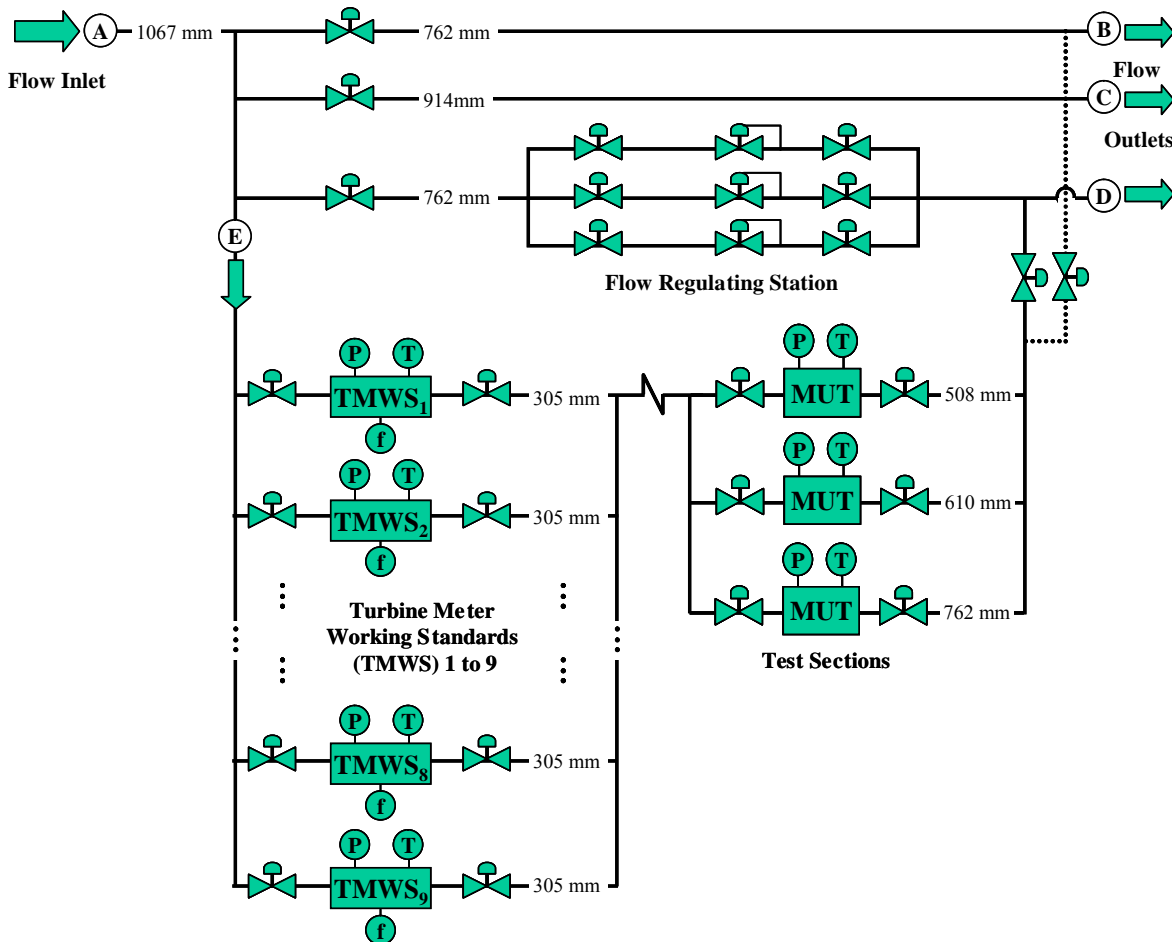 A 1067 mm 762 mm B
Flow Inlet
Flow
914mm C
Outlets
762 mm D
E
Flow Regulating Station
P T P T
TMWS1 305 mm MUT 508 mm
f
P T P T
TMWS2 305 mm MUT 610 mm
f
P T
Turbine Meter
Working Standards
(TMWS) 1 to 9
MUT 762 mm
Test Sections
P T
TMWS8 305 mm
f
P T
TMWS9 305 mm
f